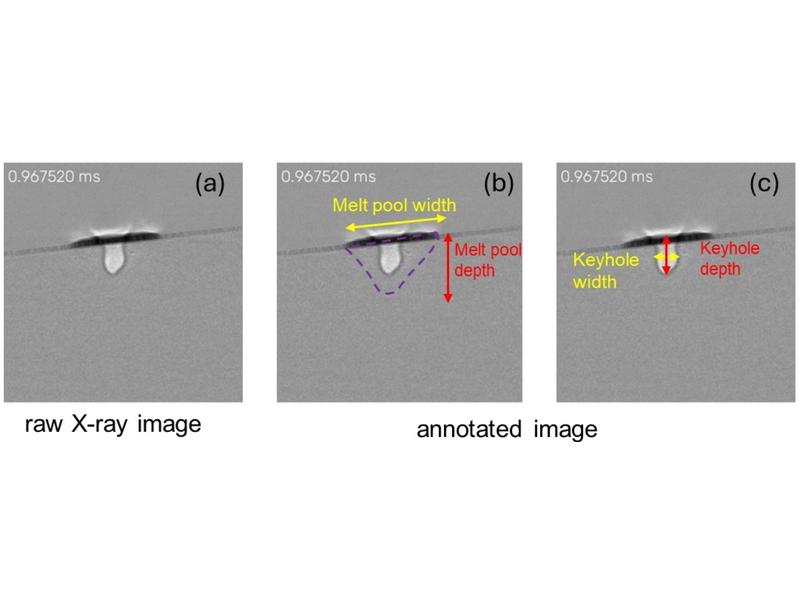 0.967520 ms
(a)
0.967520 ms
(b)
Melt pool width
Melt pool
depth
0.967520 ms
(c)
Keyhole
width
Keyhole
depth
raw X-ray image
annotated image